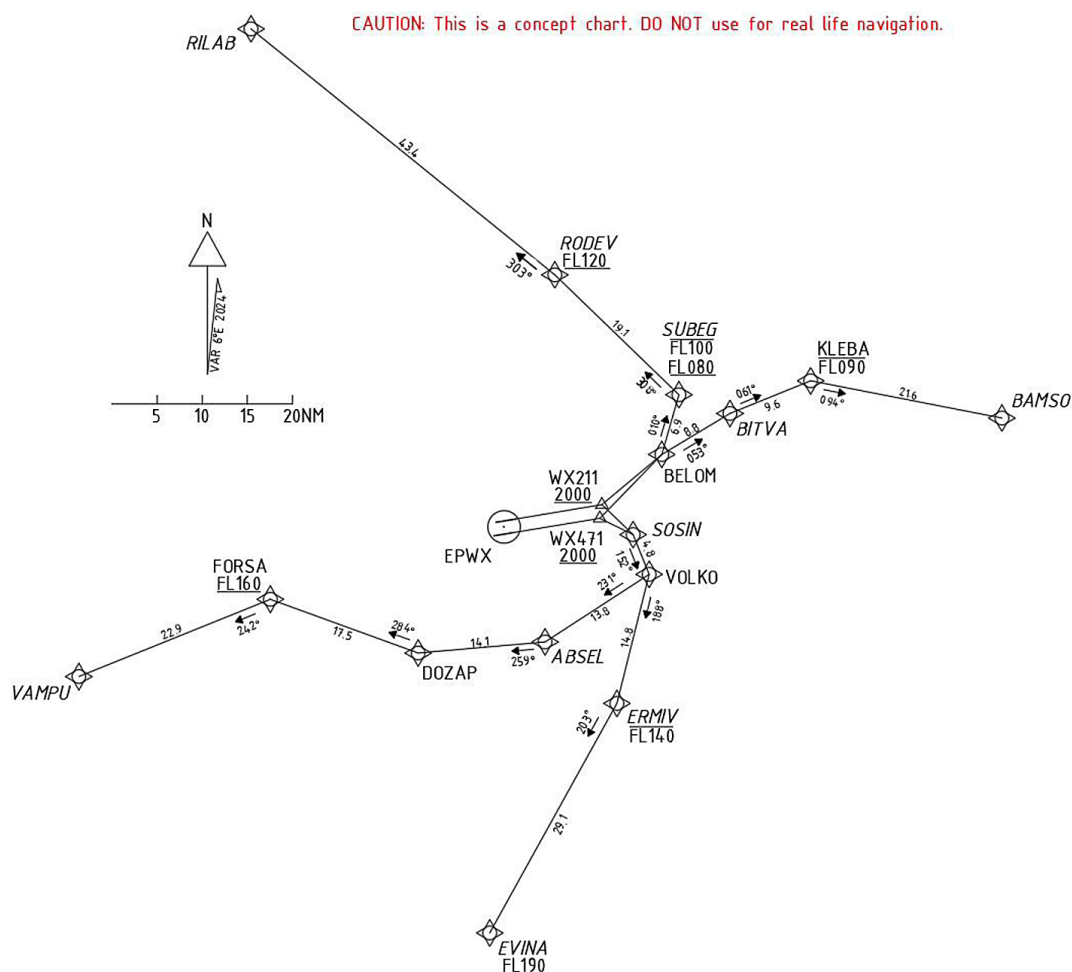 CAUTION: This is a concept chart. DO NOT use for real life navigation.
RILAB
43.4
N
VAR 6°E 2024
5 10 15 20NM
RODEV
FL120
303°
19.1
SUBEG
FL100
FL080
308°
KLEBA
FL090
061°
9.6
094°
21.6
BAMSO
BITVA
010°
6.9
8.8
053°
BELOM
WX211
2000
SOSIN
WX471
2000
EPWX
4.8
152°
VOLKO
231°
13.8
188°
FORSA
FL160
242°
22.9
VAMPU
17.5
284°
DOZAP
14.1
259°
ABSEL
14.8
ERMIV
FL140
203°
29.1
EVINA
FL190